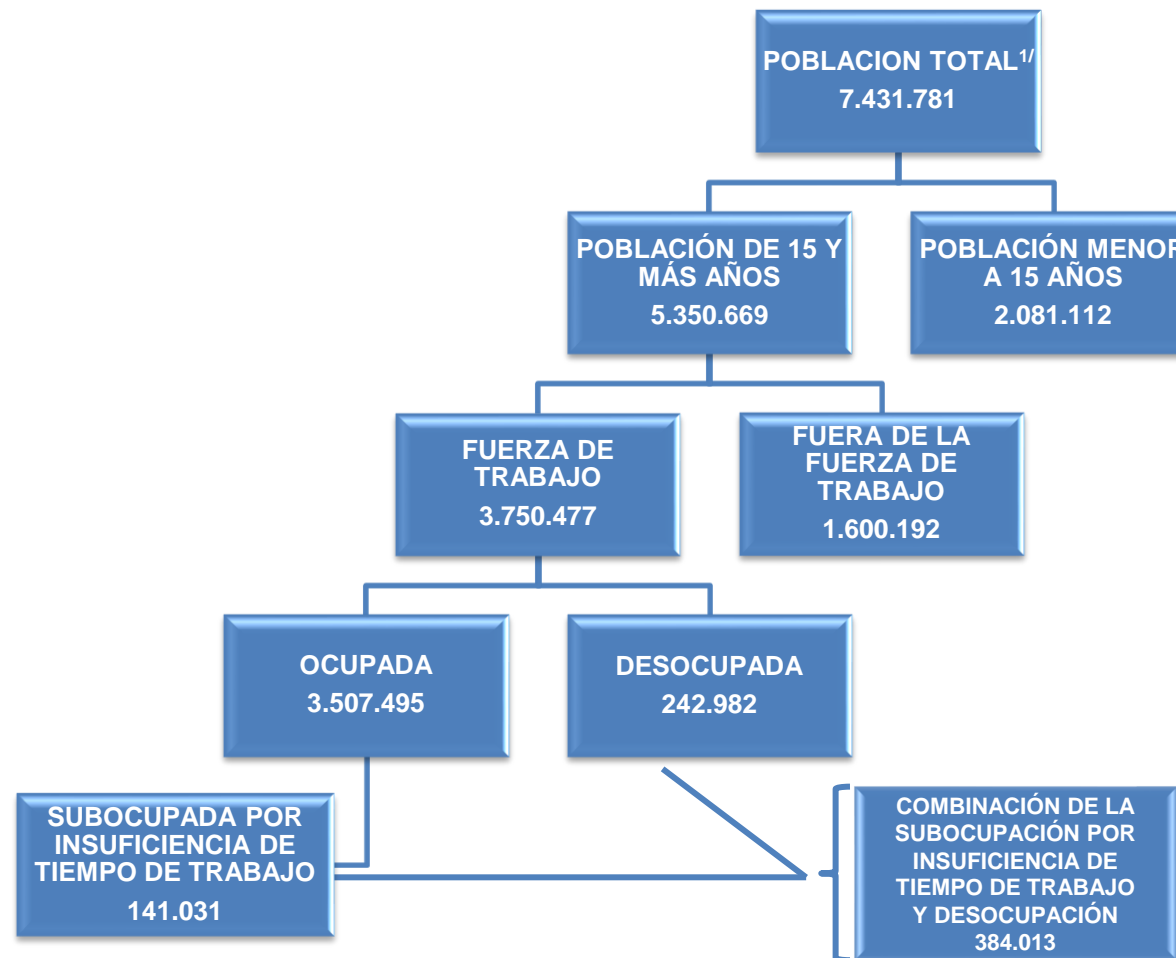 POBLACION TOTAL1/
7.431.781
POBLACIÓN DE 15 Y
MÁS AÑOS
5.350.669
POBLACIÓN MENOR
A 15 AÑOS
2.081.112
FUERZA DE
TRABAJO
3.750.477
FUERA DE LA
FUERZA DE
TRABAJO
1.600.192
OCUPADA
3.507.495
DESOCUPADA
242.982
SUBOCUPADA POR
INSUFICIENCIA DE
TIEMPO DE TRABAJO
141.031
COMBINACIÓN DE LA
SUBOCUPACIÓN POR
INSUFICIENCIA DE
TIEMPO DE TRABAJO
Y DESOCUPACIÓN
384.013